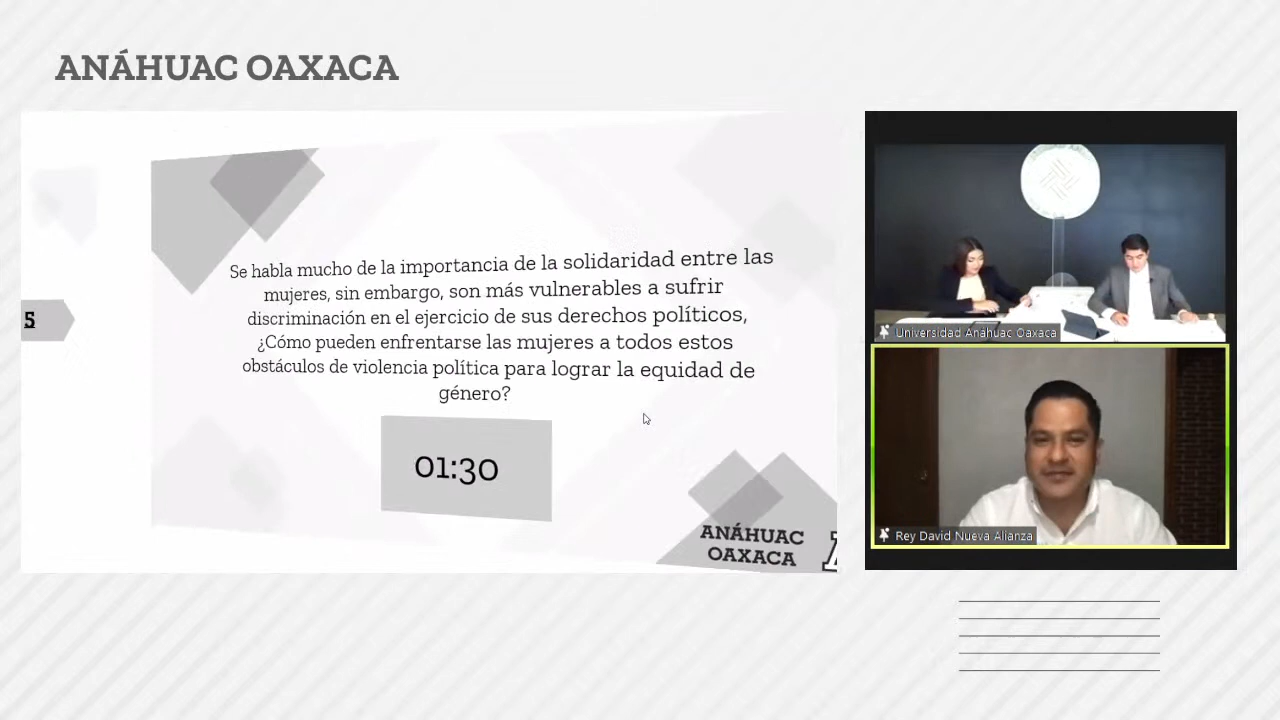 ANÁHUAC OAXACA
5
Se habla mucho de la importancia de la solidaridad entre las
mujeres, sin embargo, son más vulnerables a sufrir
discriminación en el ejercicio de sus derechos políticos,
¿Cómo pueden enfrentarse las mujeres a todos estos
obstáculos de violencia política para lograr la equidad de
género?
01:30
ANÁHUAC
OAXACA
Universidad Anahuac Oaxaca
Rey David Nueva Alianza